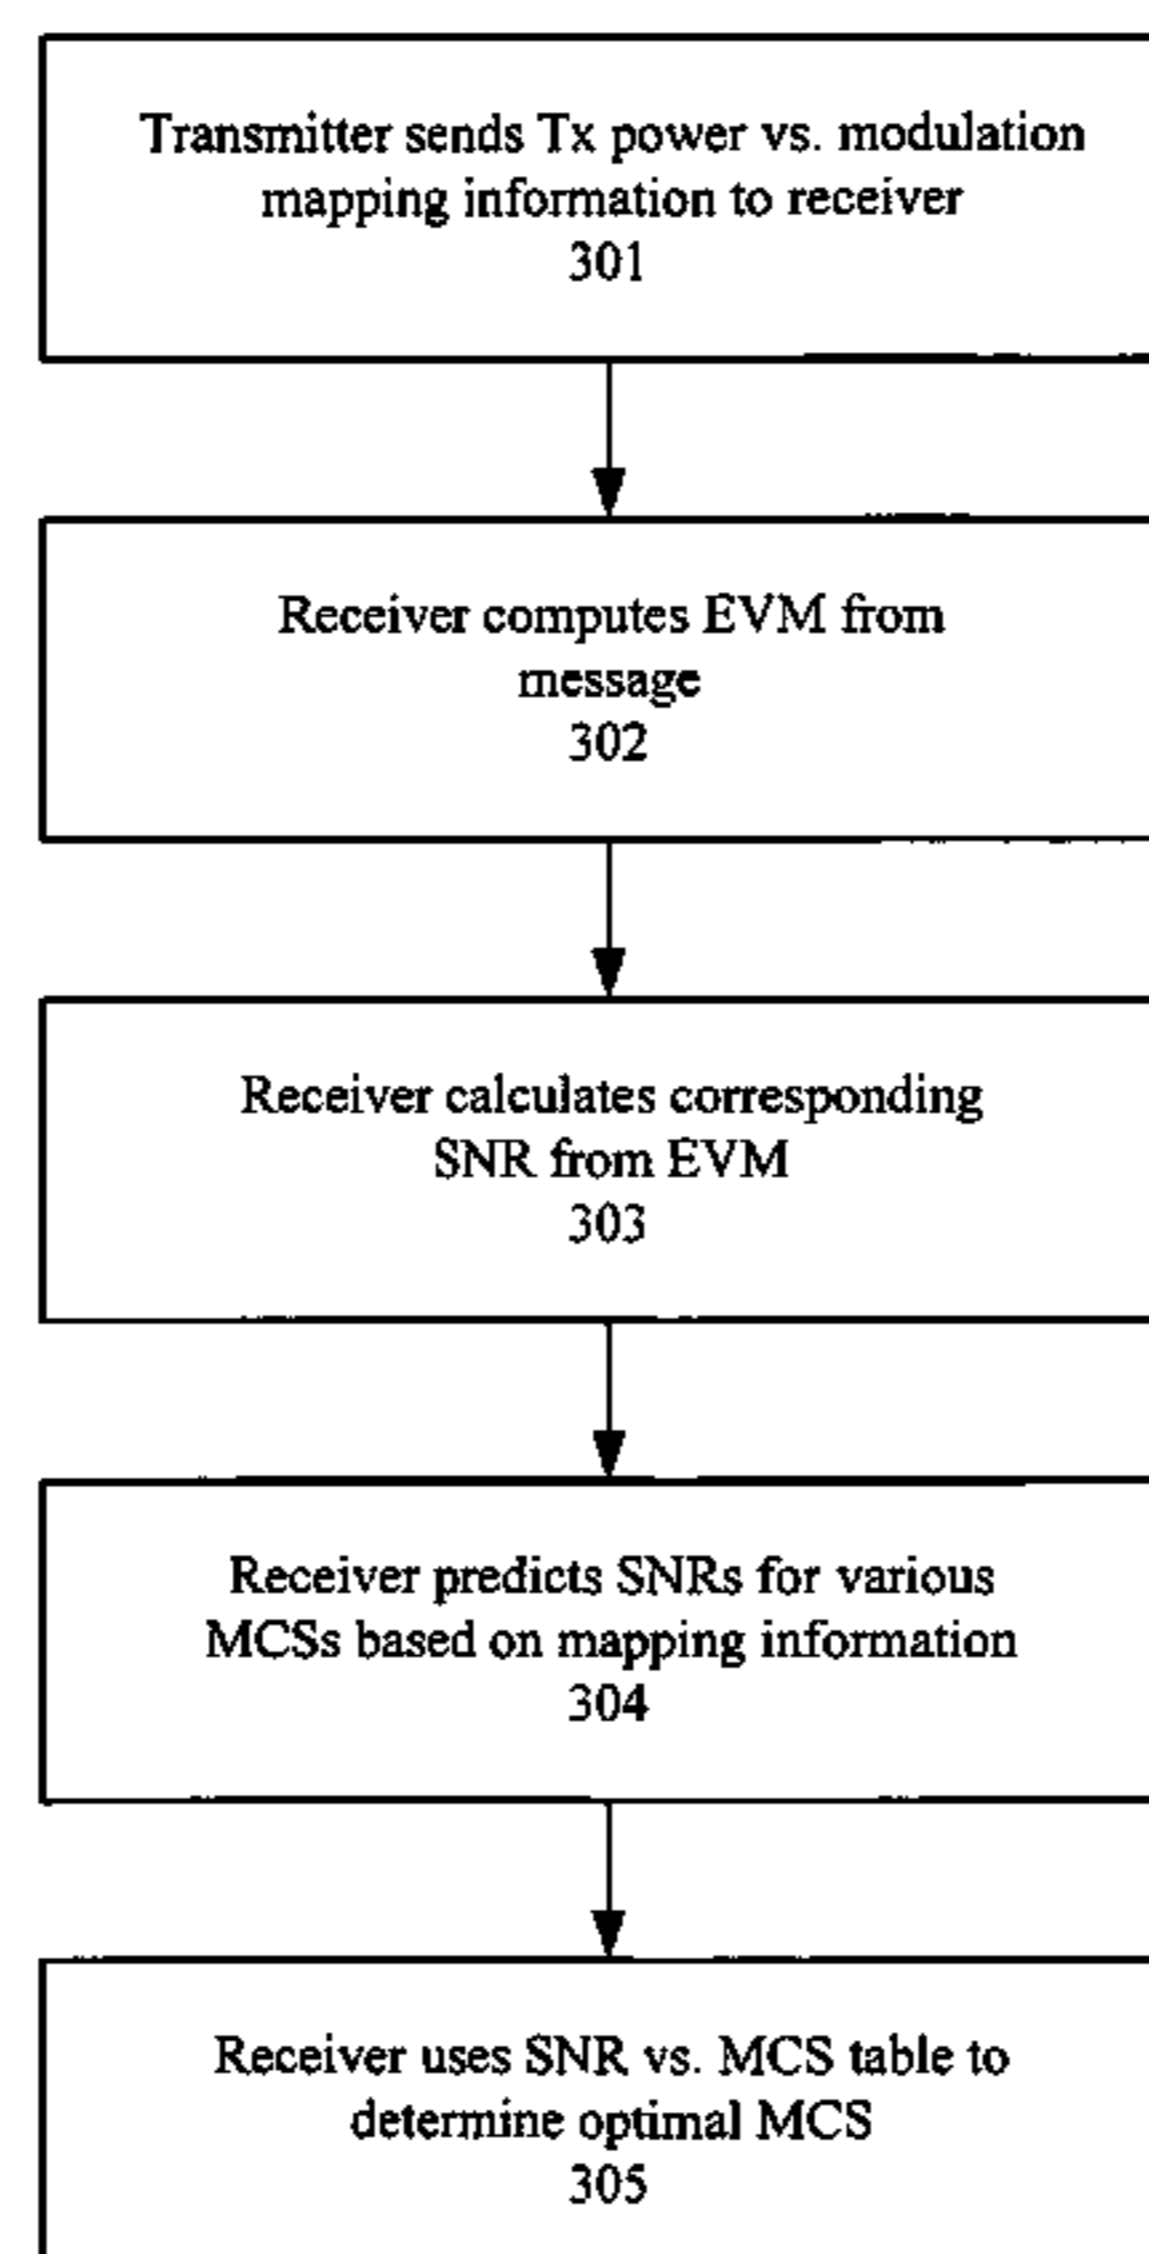 Transmitter sends Tx power vs. modulation
mapping information to receiver
301
Receiver computes EVM from
message
302
Receiver calculates corresponding
SNR from EVM
303
Receiver predicts SNRs for various
MCSs based on mapping information
304
Receiver uses SNR vs. MCS table to
determine optimal MCS
305